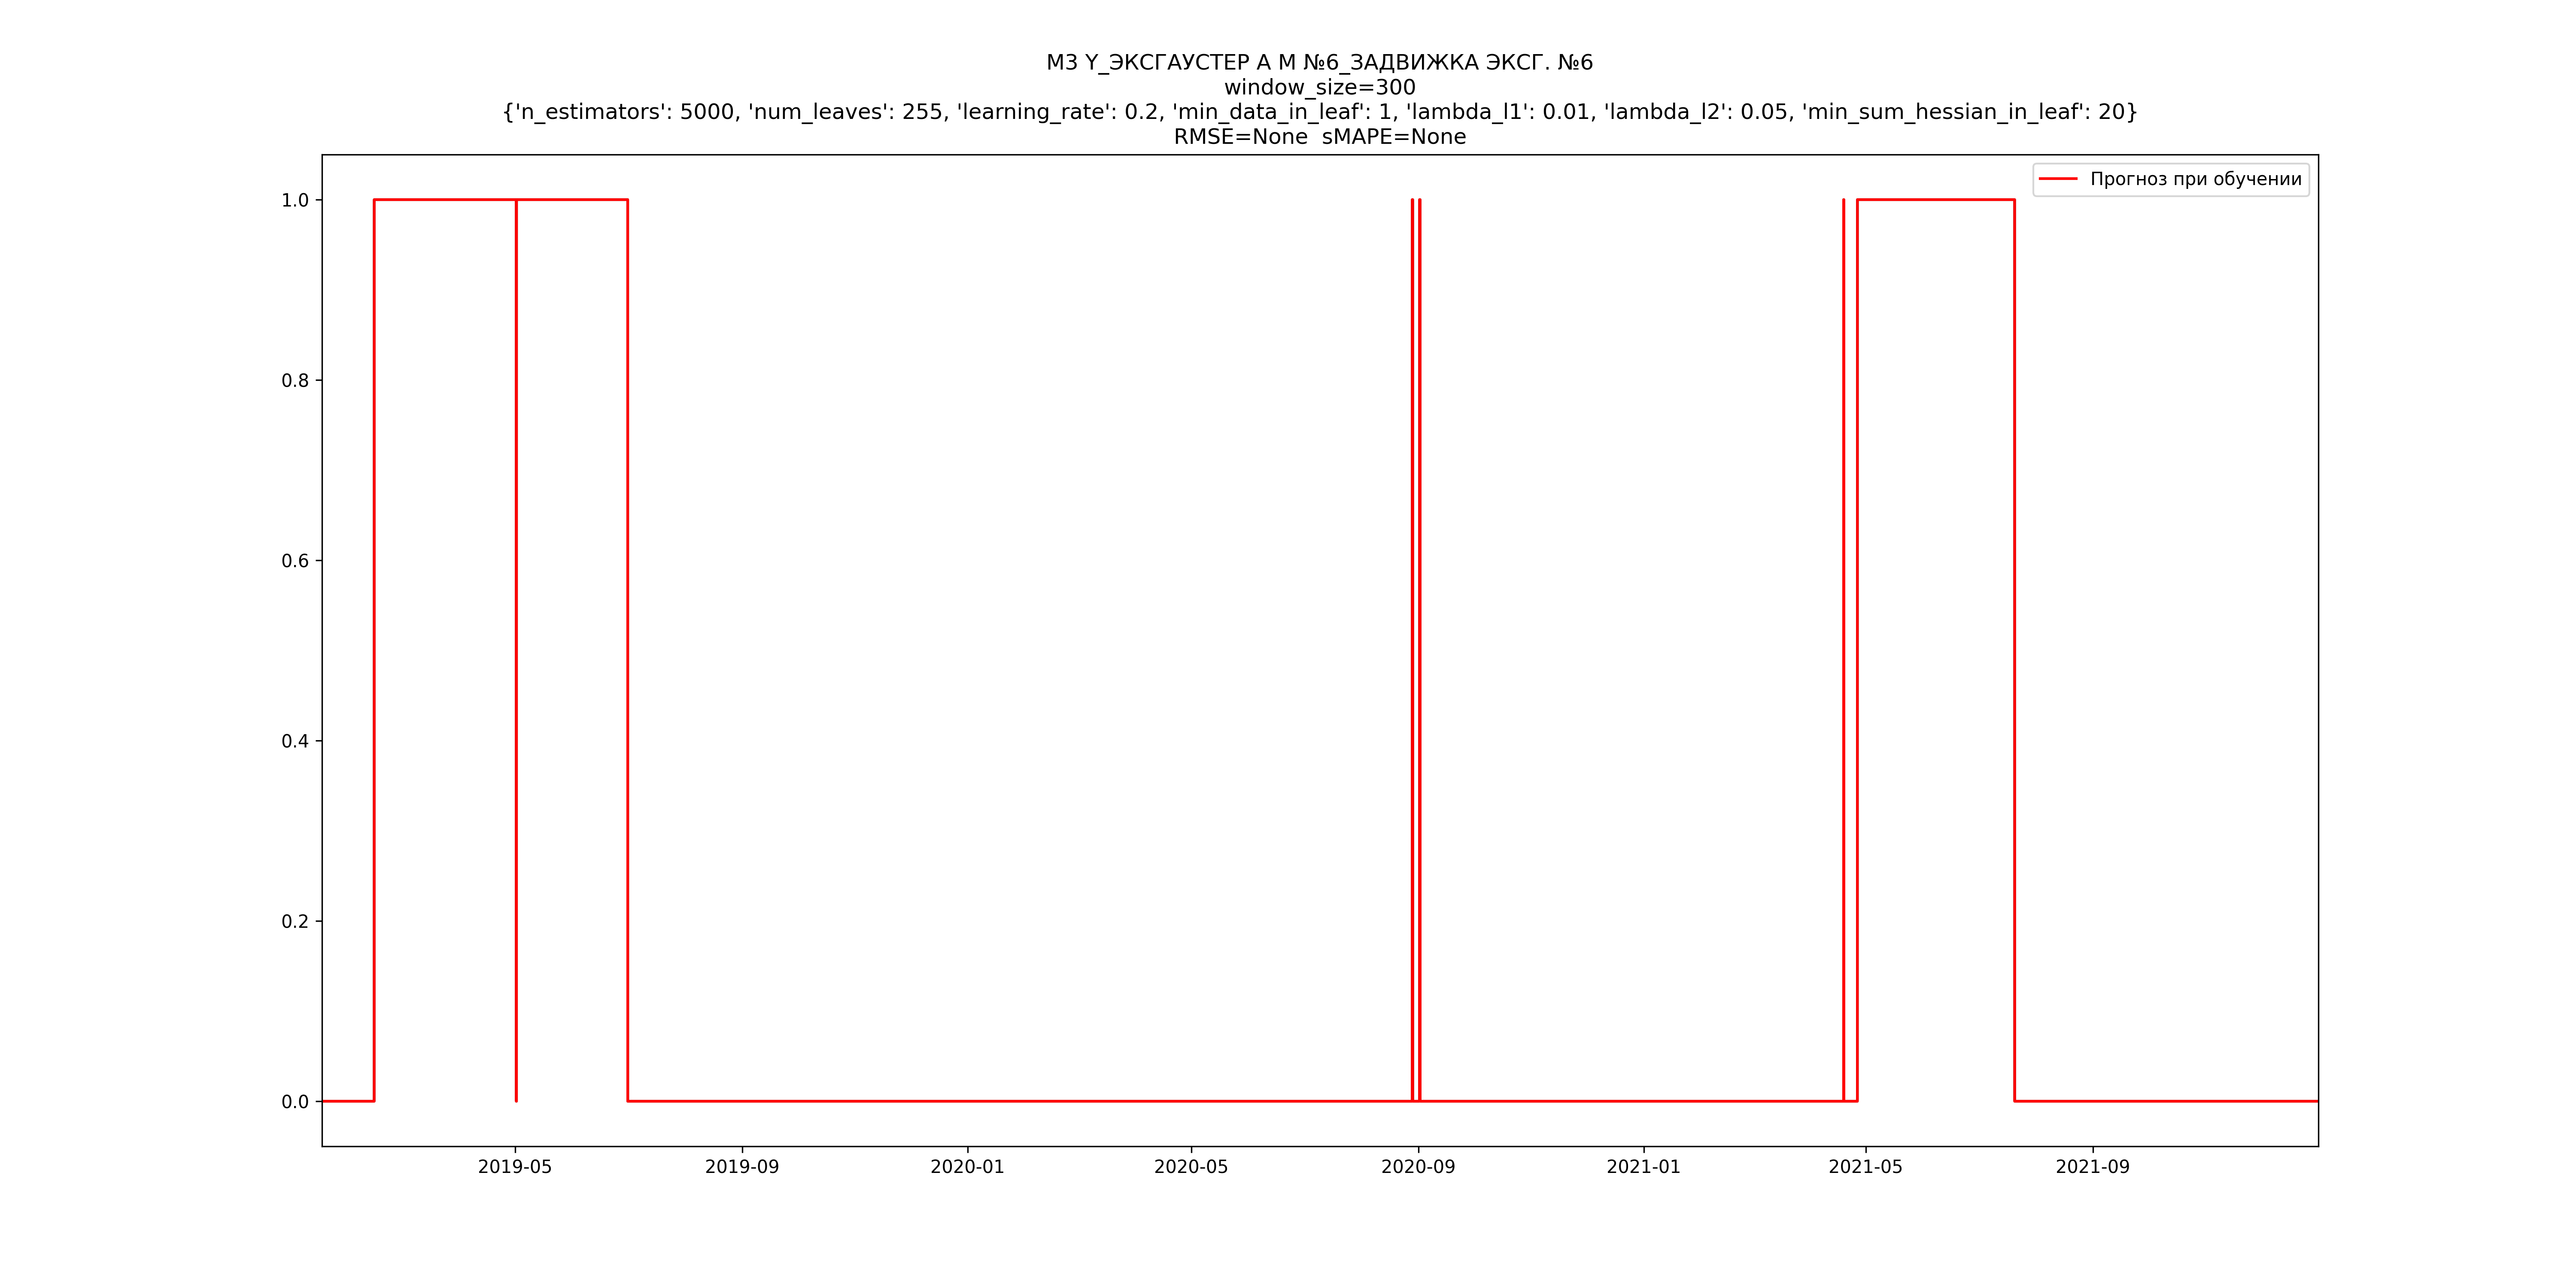 М3 Y_ЭКСГАУСТЕР А М №6_ЗАДВИЖКА ЭКСГ. №6
window_size=300
{'n_estimators': 5000, 'num_leaves': 255, 'learning_rate': 0.2, 'min_data_in_leaf': 1, 'lambda_l1': 0.01, 'lambda_l2': 0.05, 'min_sum_hessian_in_leaf': 20}
RMSE=None  sMAPE=None
Прогноз при обучении
1.0
0.8
0.6
0.4
0.2
0.0
2019-05 2019-09 2020-01 2020-05 2020-09 2021-01 2021-05 2021-09